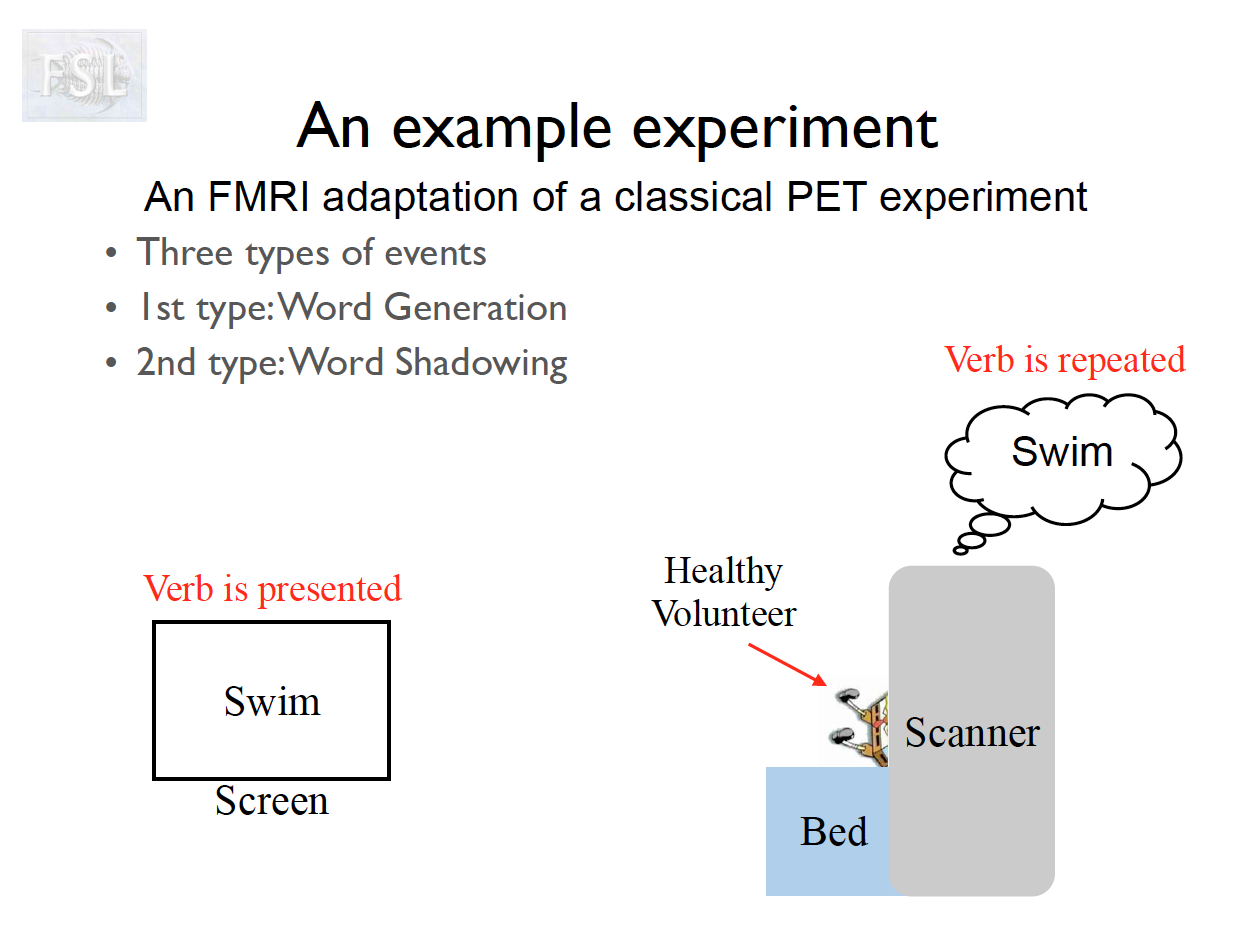 FSL
An example experiment
An FMRI adaptation of a classical PET experiment
• Three types of events
• 1st type: Word Generation
• 2nd type: Word Shadowing
Verb is repeated
Swim
Healthy
Volunteer
Verb is presented
Swim
Screen
Scanner
Bed